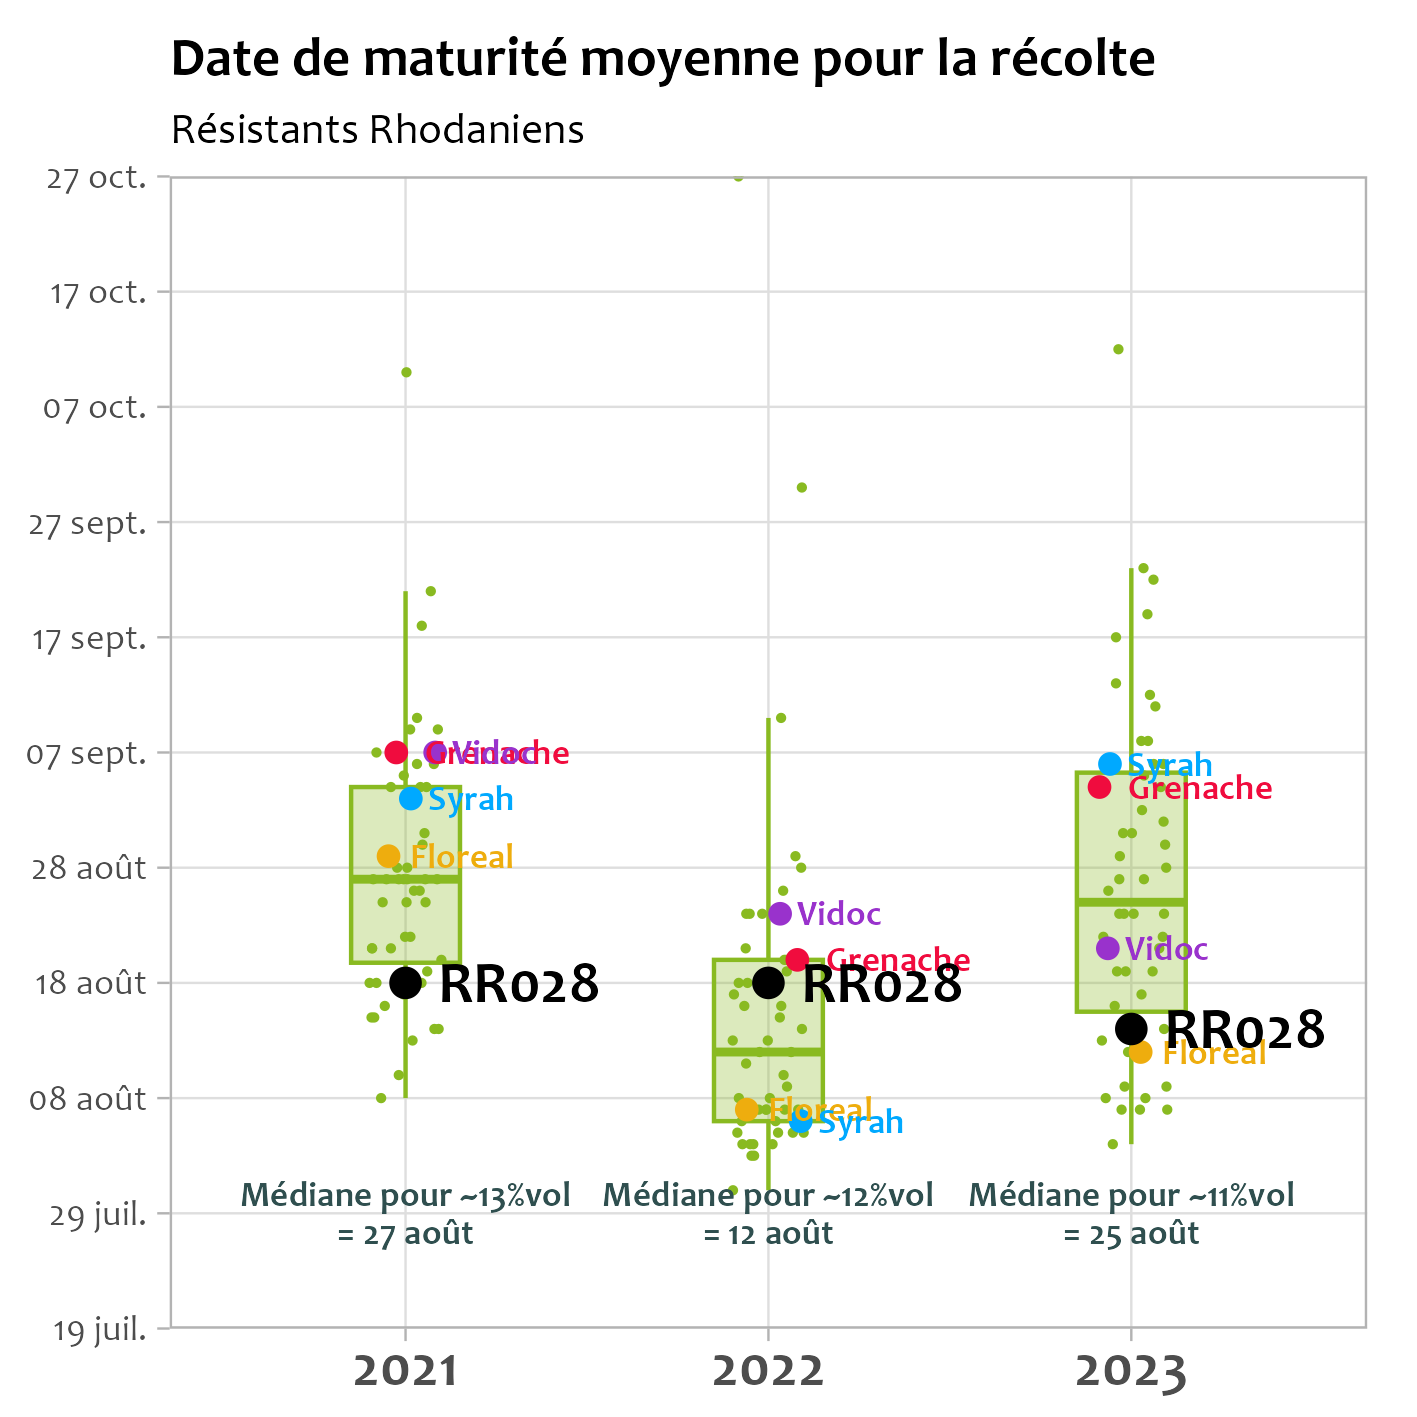 Date de maturité moyenne pour la récolte
Résistants Rhodaniens
27 oct.
17 oct.
07 oct.
27 sept.
17 sept.
07 sept.
28 août
18 août
08 août
29 juil.
19 juil.
Grenache
Vidoc
Syrah
Floreal
RR028
Vidoc
Grenache
RR028
Floreal
Syrah
Syrah
Grenache
Vidoc
RR028
Floreal
Médiane pour ~13%vol
= 27 août
Médiane pour ~12%vol
= 12 août
Médiane pour ~11%vol
= 25 août
2021
2022
2023